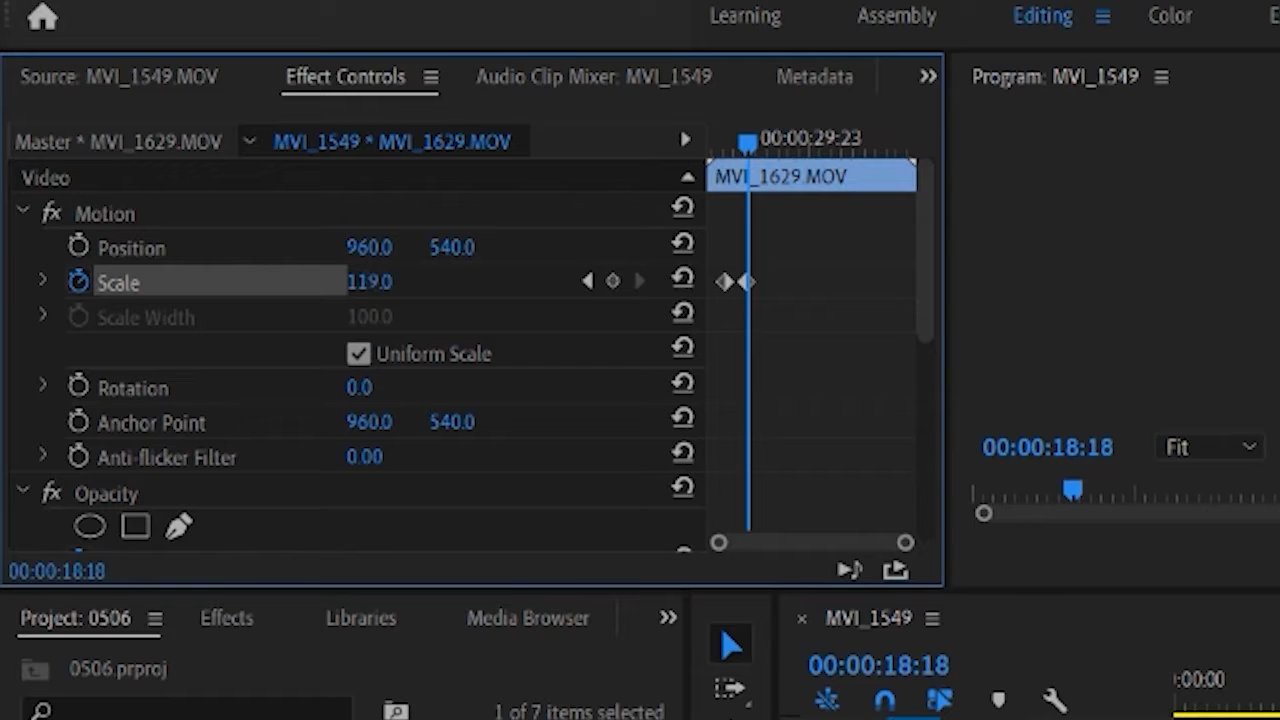 Learning Assembly Editing Color E
Source: MVI_1549.MOV Effect Controls Audio Clip Mixer: MVI_1549 Metadata Program: MVI_1549
Master * MVI_1629.MOV MVI_1549 * MVI_1629.MOV 00:00:29:23
Video MVI_1629.MOV
fx Motion
Position 960.0 540.0
Scale 119.0
Scale Width 100.0
Uniform Scale
Rotation 0.0
Anchor Point 960.0 540.0
00:00:18:18 Fit
Anti-flicker Filter 0.00
fx Opacity
00:00:18:18
Project: 0506 Effects Libraries Media Browser × MVI_1549
0506.prproj 00:00:18:18 :00:00
1 of 7 items selected